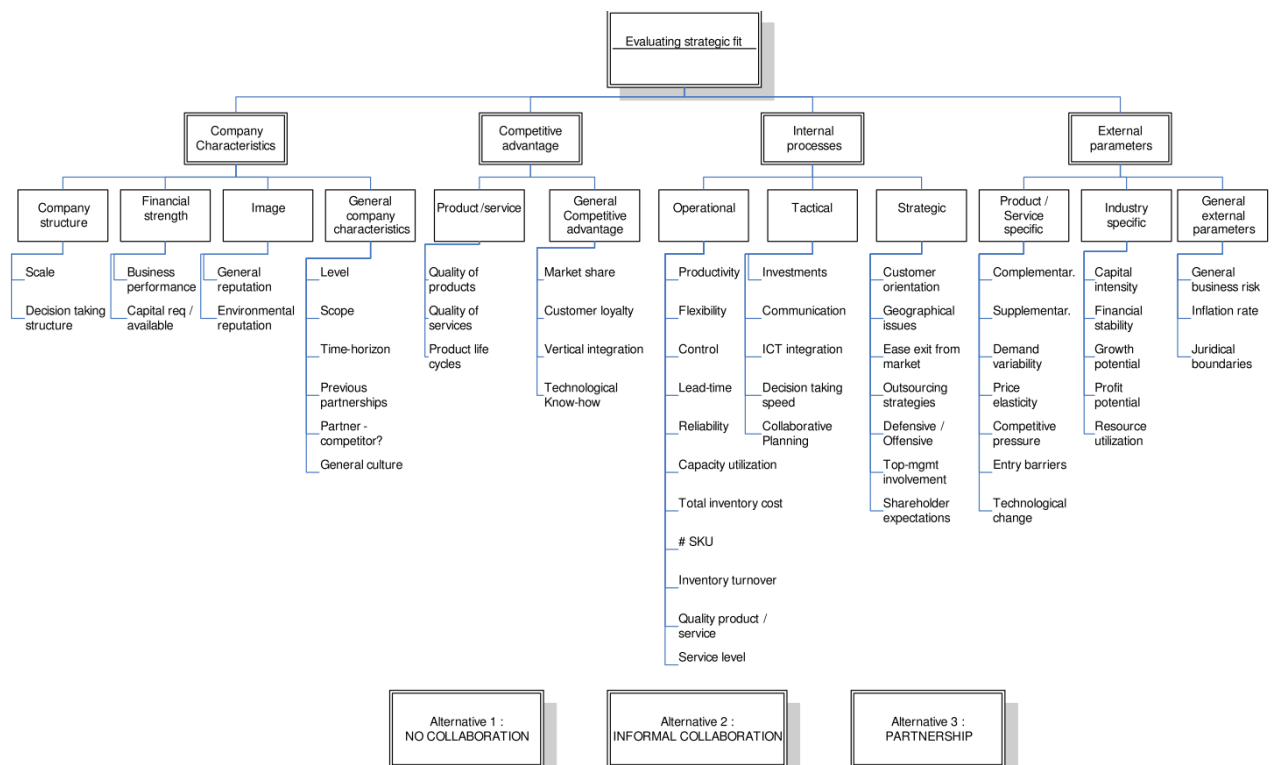 Evaluating strategic fit
Company
Characteristics
Competitive
advantage
Internal
processes
External
parameters
Company
structure
Financial
strength
Image
General
company
characteristics
Product /service
General
Competitive
advantage
Operational
Tactical
Strategic
Product /
Service
specific
Industry
specific
General
external
parameters
Scale
Decision taking
structure
Business
performance
Capital req /
available
General
reputation
Environmental
reputation
Level
Scope
Time-horizon
Previous
partnerships
Partner -
competitor?
General culture
Quality of
products
Quality of
services
Product life
cycles
Market share
Customer loyalty
Vertical integration
Technological
Know-how
Productivity
Flexibility
Control
Lead-time
Reliability
Capacity utilization
Total inventory cost
# SKU
Inventory turnover
Quality product /
service
Service level
Investments
Communication
ICT integration
Decision taking
speed
Collaborative
Planning
Customer
orientation
Geographical
issues
Ease exit from
market
Outsourcing
strategies
Defensive /
Offensive
Top-mgmt
involvement
Shareholder
expectations
Complementar.
Supplementar.
Demand
variability
Price
elasticity
Competitive
pressure
Entry barriers
Technological
change
Capital
intensity
Financial
stability
Growth
potential
Profit
potential
Resource
utilization
General
business risk
Inflation rate
Juridical
boundaries
Alternative 1 :
NO COLLABORATION
Alternative 2 :
INFORMAL COLLABORATION
Alternative 3 :
PARTNERSHIP